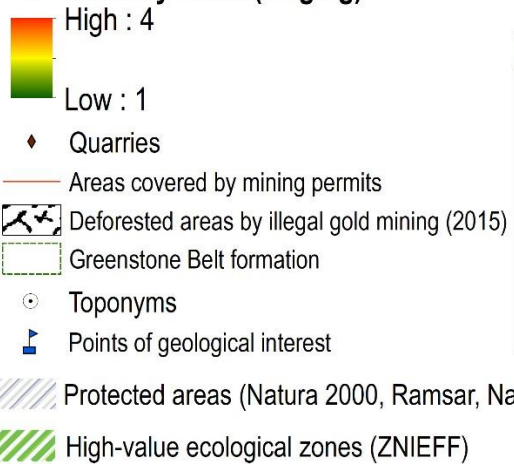 High : 4
Low : 1
Quarries
Areas covered by mining permits
Deforested areas by illegal gold mining (2015)
Greenstone Belt formation
Toponyms
Points of geological interest
Protected areas (Natura 2000, Ramsar, Na
High-value ecological zones (ZNIEFF)